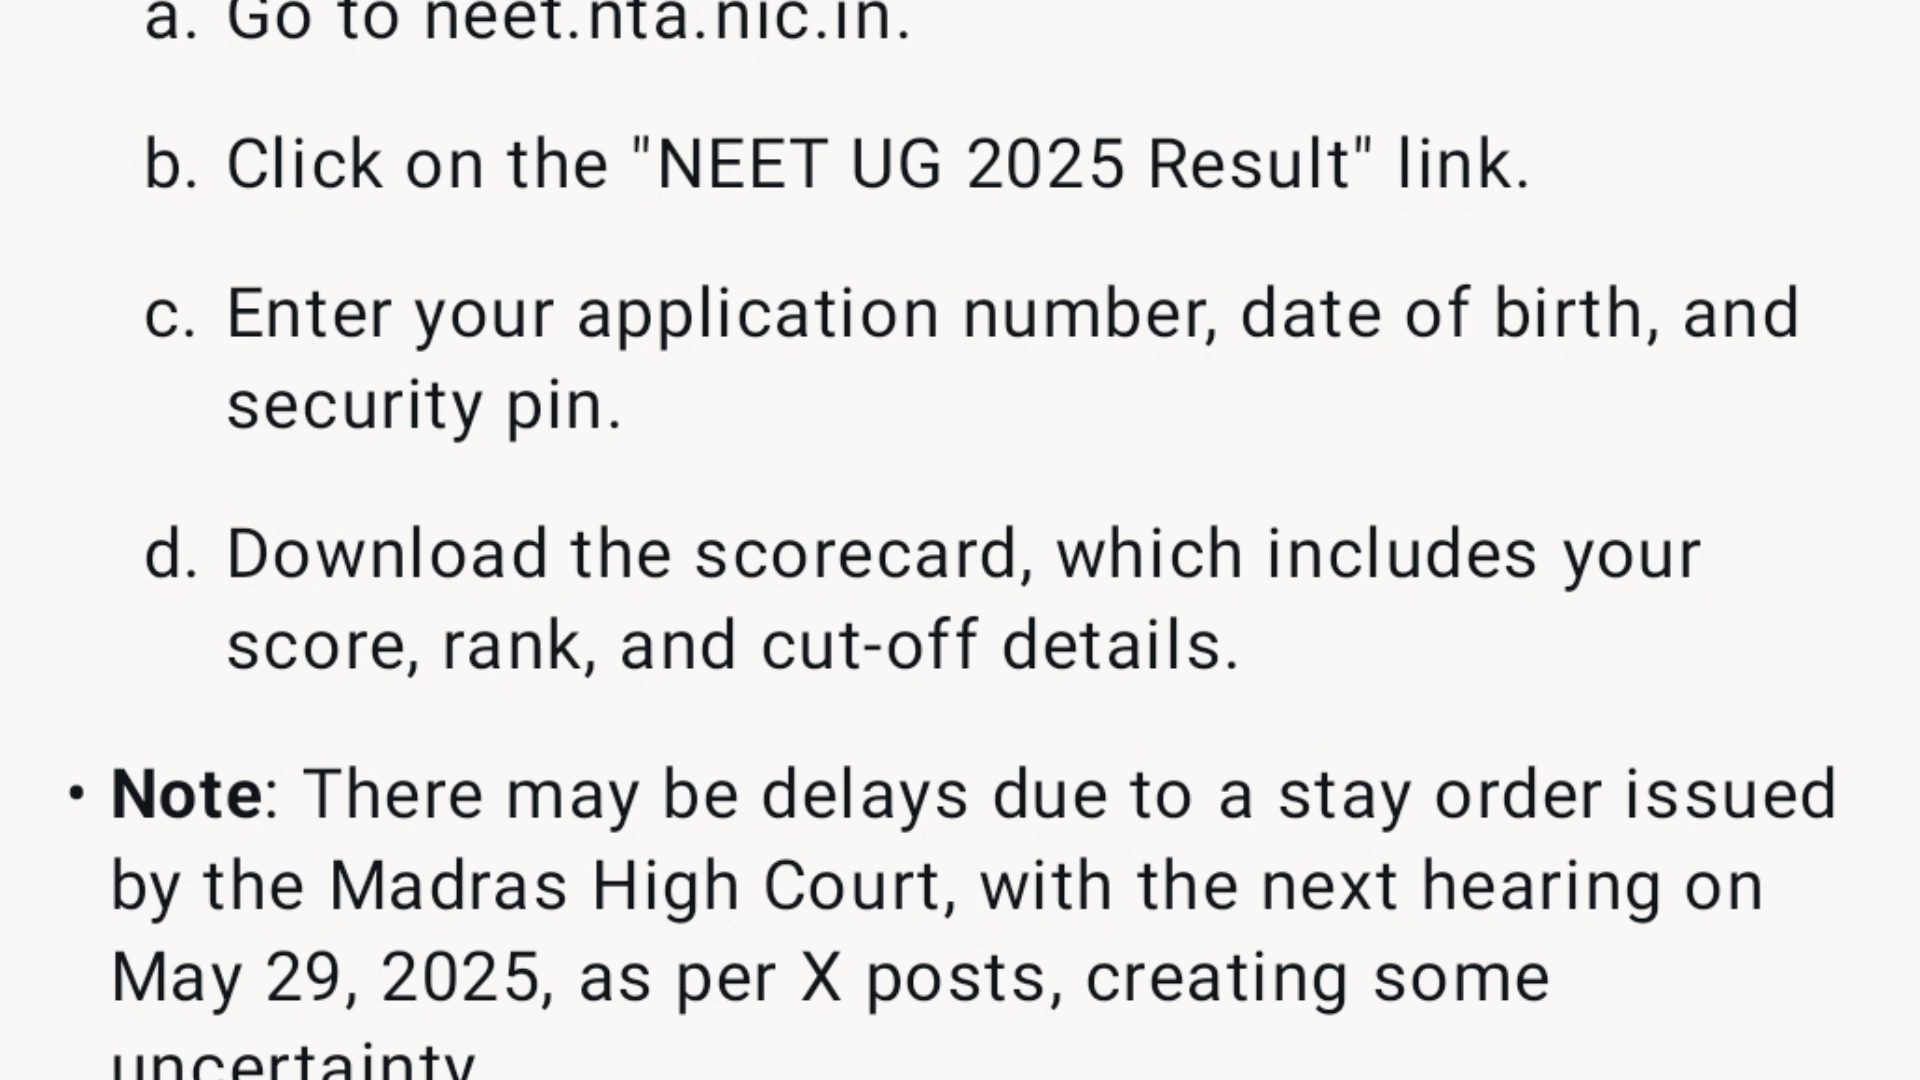 a. Go to neet.nta.nic.in.
b. Click on the "NEET UG 2025 Result" link.
c. Enter your application number, date of birth, and
security pin.
d. Download the scorecard, which includes your
score, rank, and cut-off details.
• Note: There may be delays due to a stay order issued
by the Madras High Court, with the next hearing on
May 29, 2025, as per X posts, creating some
uncertainty